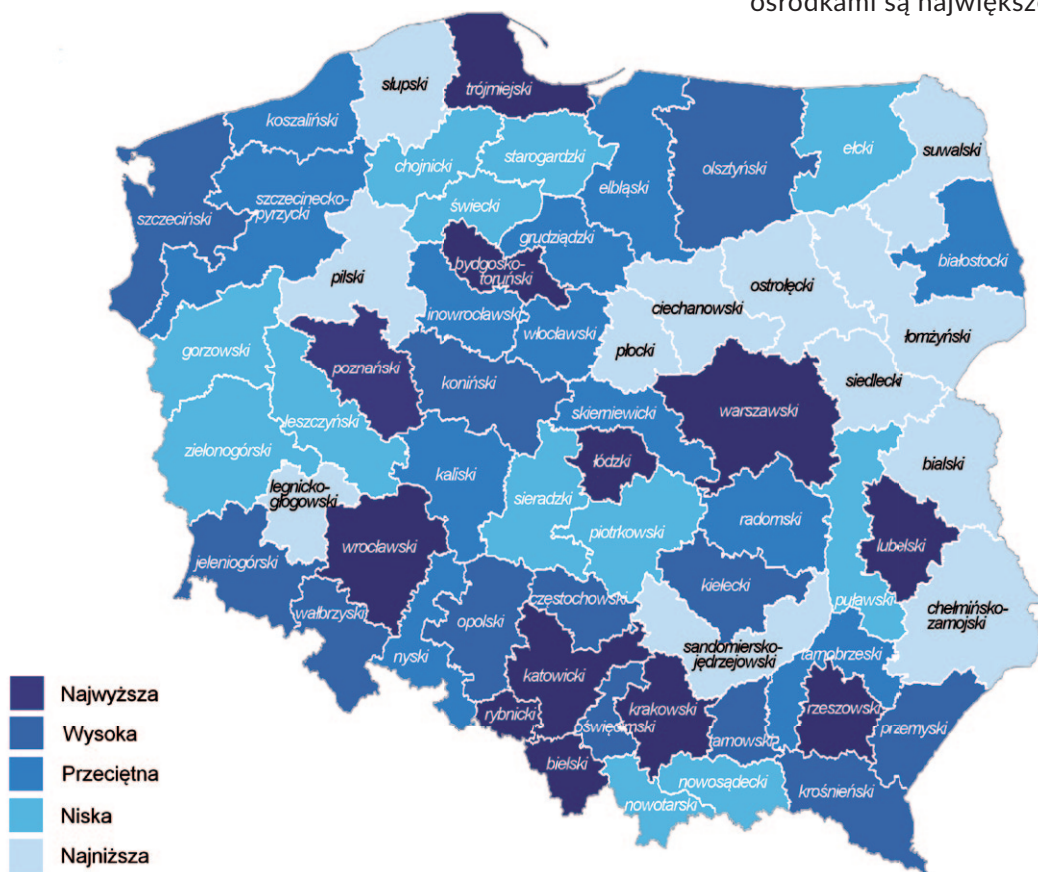 ośrodkami są największe
słupski
trójmiejski
koszaliński
chojnicki
starogardzki
elbląski
olsztyński
ełcki
suwalski
szczeciński
szczecinecko-
pyrzycki
świecki
grudziądzki
białostocki
pilski
bydgosko-
toruński
ciechanowski
ostrołęcki
łomżyński
inowrocławsk
włocławski
płocki
gorzowski
poznański
koniński
siedlecki
leszczyński
skierniewicki
warszawski
zielonogórski
kaliski
sieradzki
łódzki
bialski
legnicko-
głogowski
wrocławski
piotrkowski
radomski
lubelski
jeleniogórski
kielecki
puławski
chełmińsko-
zamojski
wałbrzyski
opolski
częstochowski
sandomiersko-
jędrzejowski
tarnobrzeski
nyski
katowicki
krakowski
rzeszowski
rybnicki
oświęcimski
tarnowski
przemyski
bielski
nowosądecki
nowotarski
krośnieński
Najwyższa
Wysoka
Przeciętna
Niska
Najniższa